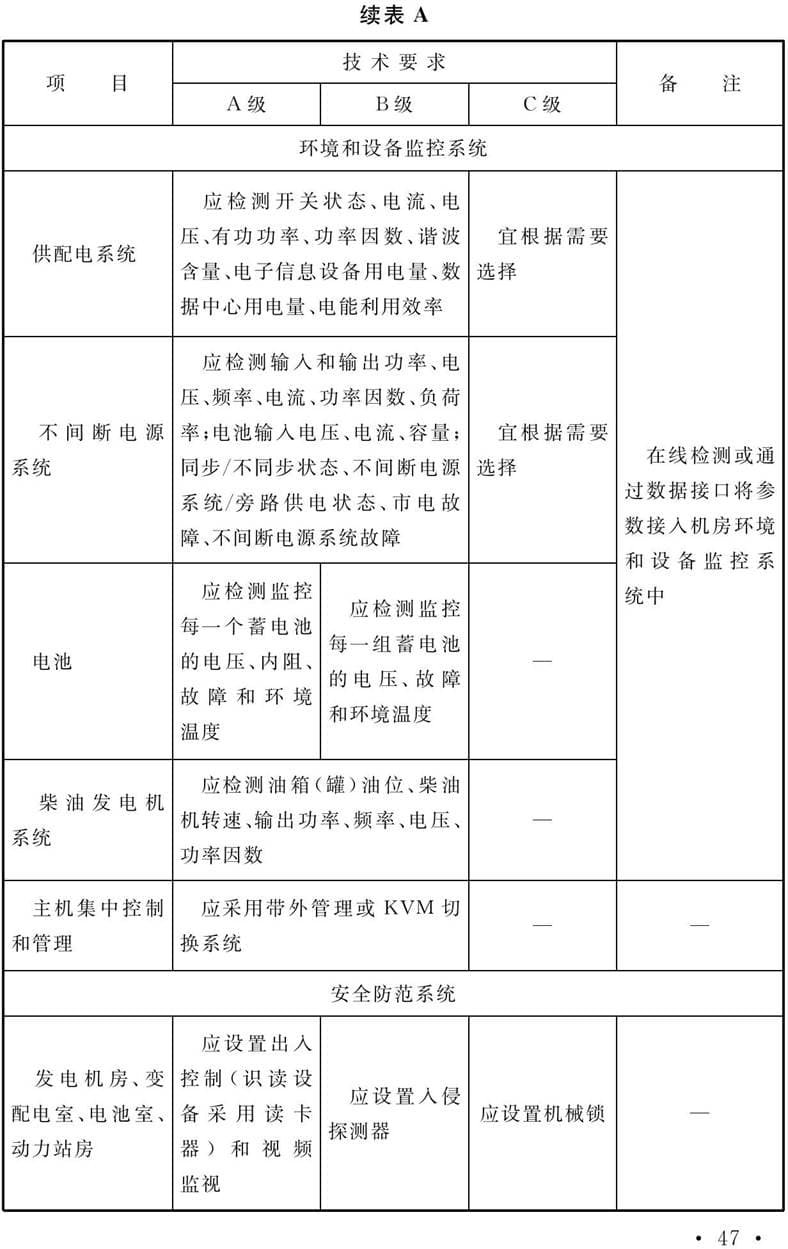 续表 A
项 目
技术要求
备 注
A级
B级
C级
环境和设备监控系统
供配电系统
应检测开关状态、电流、电
压、有功功率、功率因数、谐波
含量、电子信息设备用电量、数
据中心用电量、电能利用效率
宜根据需要
选择
在线检测或通
过数据接口将参
数接入机房环境
和设备监控系
统中
不间断电源
系统
应检测输入和输出功率、电
压、频率、电流、功率因数、负荷
率;电池输入电压、电流、容量;
同步/不同步状态、不间断电源
系统/旁路供电状态、市电故
障、不间断电源系统故障
宜根据需要
选择
电池
应检测监控
每一个蓄电池
的电压、内阻、
故障和环境
温度
应检测监控
每一组蓄电池
的电压、故障
和环境温度
—
柴油发电机
系统
应检测油箱(罐)油位、柴油
机转速、输出功率、频率、电压、
功率因数
—
主机集中控制
和管理
应采用带外管理或 KVM 切
换系统
—
—
安全防范系统
发电机房、变
配电室、电池室、
动力站房
应设置出入
控制(识读设
备采用读卡
器)和视频
监视
应设置入侵
探测器
应设置机械锁
—
· 47 ·